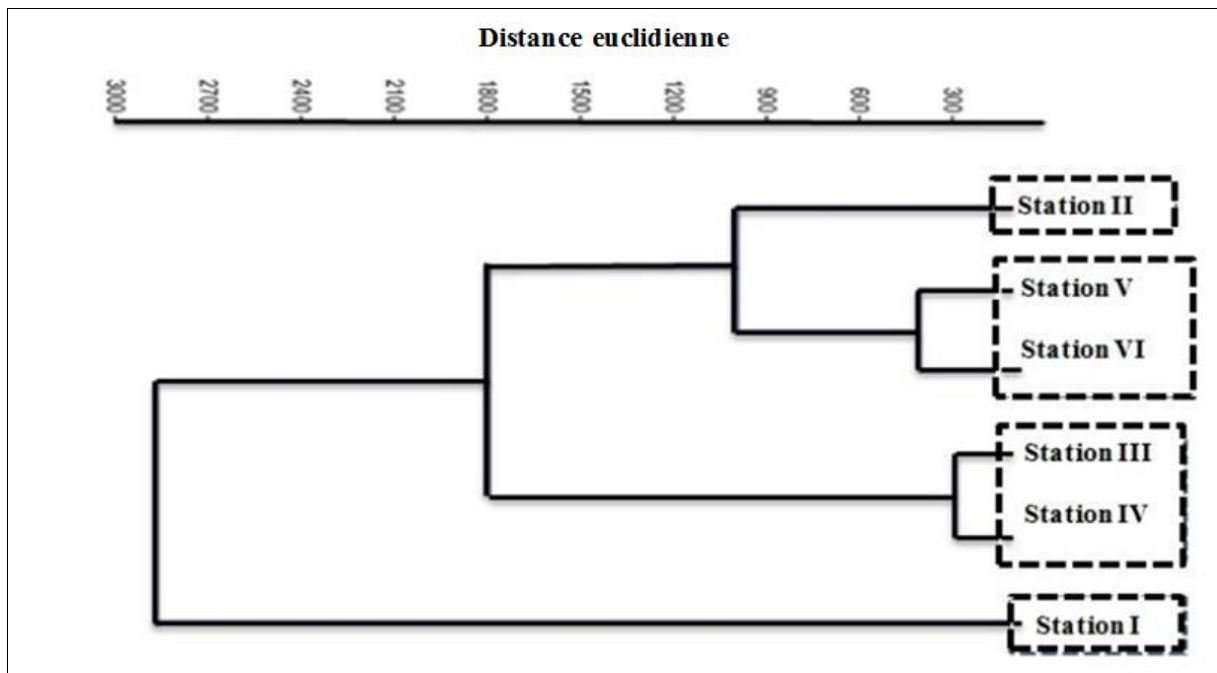 Distance euclidienne
3000 2700 2400 2100 1800 1500 1200 900 600 300
Station II
Station V
Station VI
Station III
Station IV
Station I